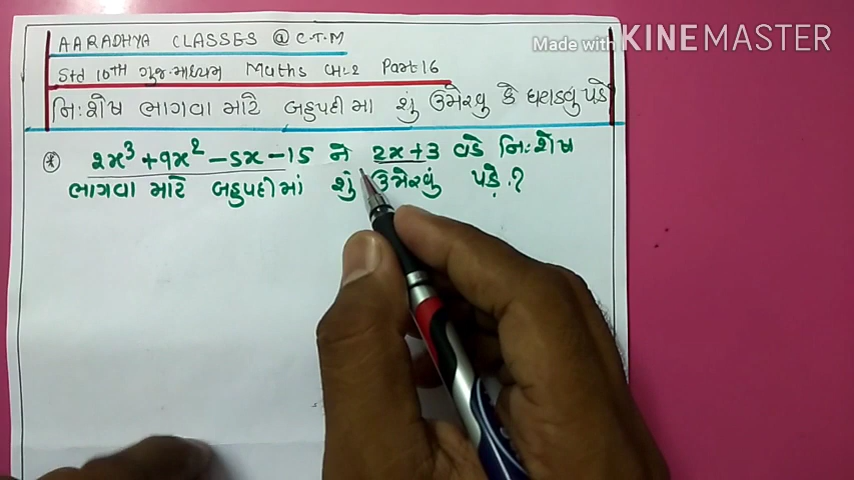 AARADHYA CLASSES @ C.T.M
Made with KINEMASTER
Std 10TH ગુજ.માધ્યમ Maths પાઠ:2 Part:16
નિ:શેષ ભાગવા માટે બહુપદીમા શું ઉમેરવુ કે ઘટાડવુ પડે
* 2x³ + 9x² - 5x - 15 ને 2x + 3 વડે નિ:શેષ
ભાગવા માટે બહુપદીમાં શું ઉમેરવું પડે.?